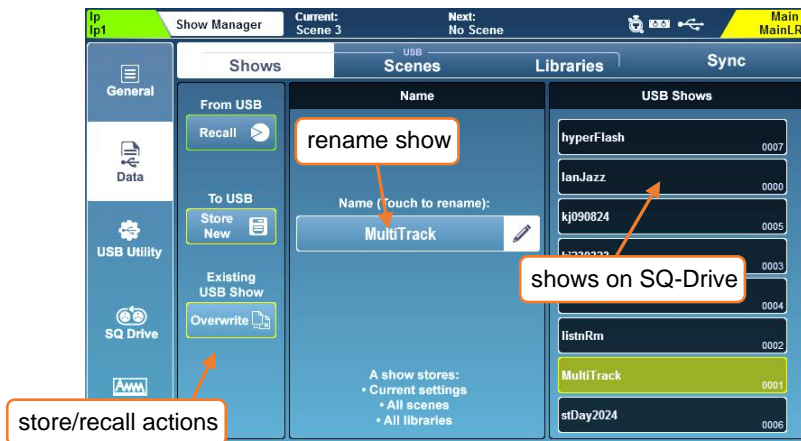 Ip
Ip1
Show Manager
Current:
Scene 3
Next:
No Scene
Main
MainLR
General
Data
USB Utility
SQ Drive
Shows
USB
Scenes
Libraries
Sync
From USB
Recall
To USB
Store
New
Existing
USB Show
Overwrite
Name
rename show
Name (Touch to rename):
MultiTrack
A show stores:
• Current settings
• All scenes
• All libraries
USB Shows
hyperFlash
0007
IanJazz
0000
kj090824
0005
0003
shows on SQ-Drive
0004
listnRm
0002
MultiTrack
0001
stDay2024
0006
store/recall actions